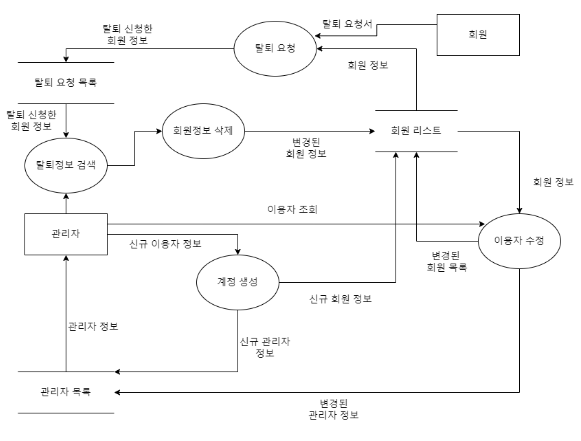 탈퇴 신청한
회원 정보
탈퇴 요청
탈퇴 요청서
회원
회원 정보
탈퇴 요청 목록
탈퇴 신청한
회원 정보
회원정보 삭제
변경된
회원 정보
회원 리스트
탈퇴정보 검색
회원 정보
관리자
이용자 조회
신규 이용자 정보
이용자 수정
변경된
회원 목록
계정 생성
신규 회원 정보
관리자 정보
신규 관리자
정보
관리자 목록
변경된
관리자 정보